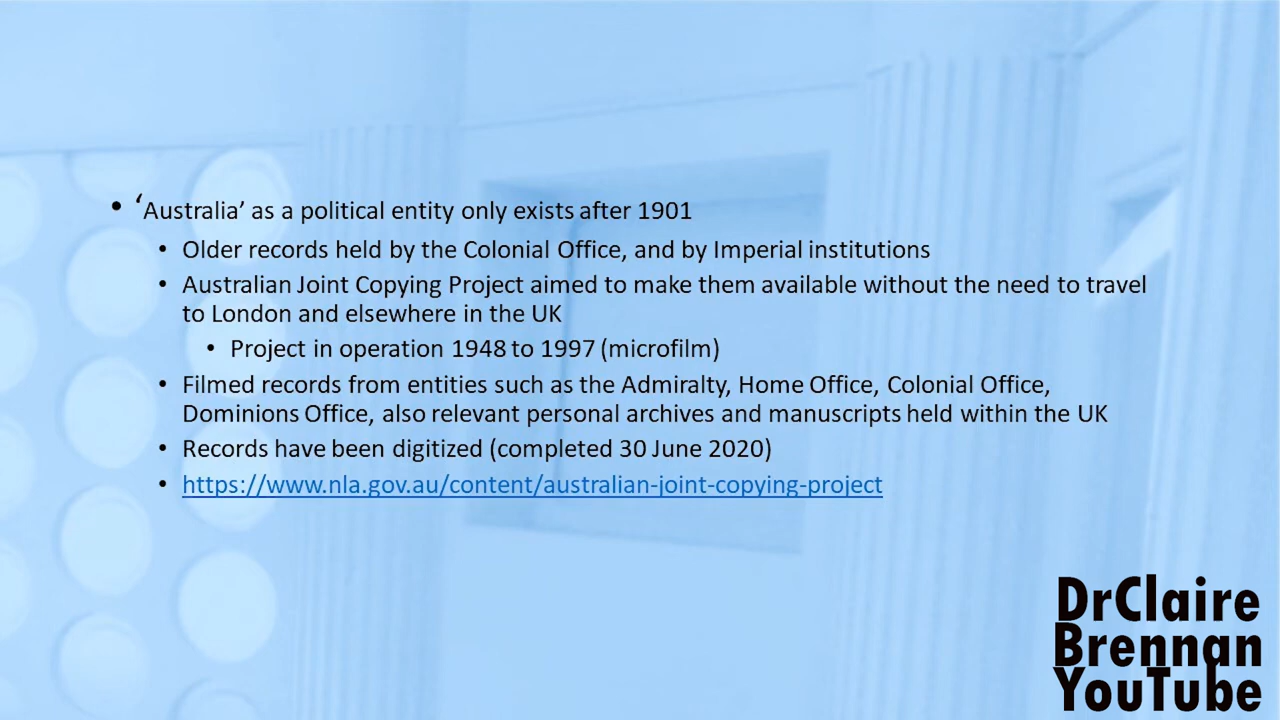 • ‘Australia’ as a political entity only exists after 1901
• Older records held by the Colonial Office, and by Imperial institutions
• Australian Joint Copying Project aimed to make them available without the need to travel
to London and elsewhere in the UK
• Project in operation 1948 to 1997 (microfilm)
• Filmed records from entities such as the Admiralty, Home Office, Colonial Office,
Dominions Office, also relevant personal archives and manuscripts held within the UK
• Records have been digitized (completed 30 June 2020)
• https://www.nla.gov.au/content/australian-joint-copying-project
DrClaire
Brennan
YouTube